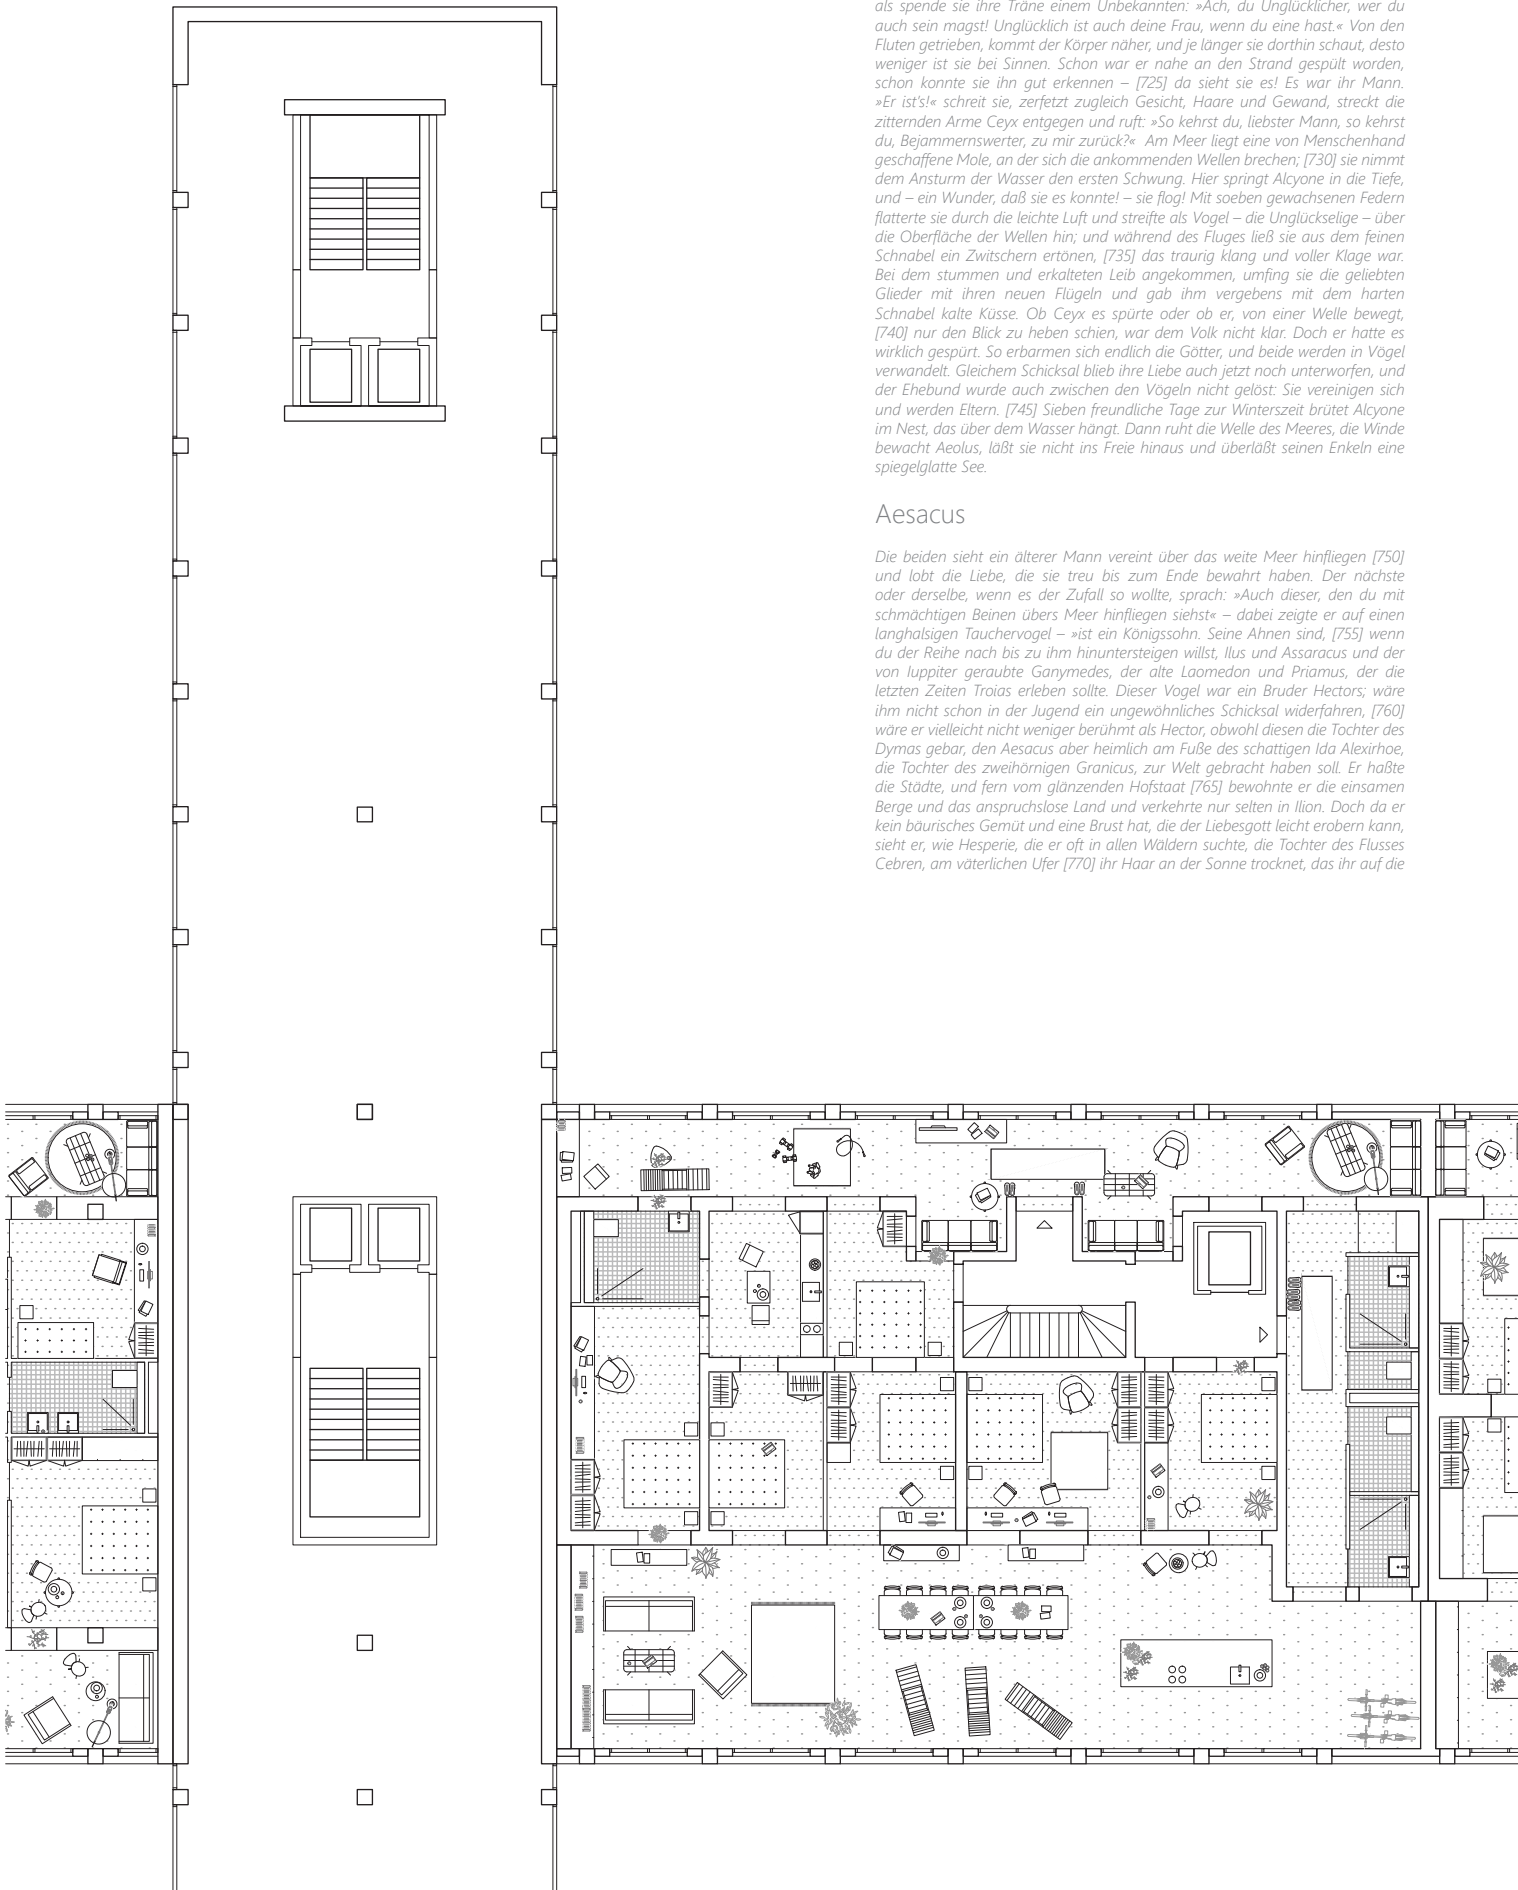 als spende sie ihre Träne einem Unbekannten: »Ach, du Unglücklicher, wer du
auch sein magst! Unglücklich ist auch deine Frau, wenn du eine hast.« Von den
Fluten getrieben, kommt der Körper näher, und je länger sie dorthin schaut, desto
weniger ist sie bei Sinnen. Schon war er nahe an den Strand gespült worden,
schon konnte sie ihn gut erkennen – [725] da sieht sie es! Es war ihr Mann.
»Er ist's!« schreit sie, zerfetzt zugleich Gesicht, Haare und Gewand, streckt die
zitternden Arme Ceyx entgegen und ruft: »So kehrst du, liebster Mann, so kehrst
du, Bejammernswerter, zu mir zurück?« Am Meer liegt eine von Menschenhand
geschaffene Mole, an der sich die ankommenden Wellen brechen; [730] sie nimmt
dem Ansturm der Wasser den ersten Schwung. Hier springt Alcyone in die Tiefe,
und – ein Wunder, daß sie es konnte! – sie flog! Mit soeben gewachsenen Federn
flatterte sie durch die leichte Luft und streifte als Vogel – die Unglückselige – über
die Oberfläche der Wellen hin; und während des Fluges ließ sie aus dem feinen
Schnabel ein Zwitschern ertönen, [735] das traurig klang und voller Klage war.
Bei dem stummen und erkalteten Leib angekommen, umfing sie die geliebten
Glieder mit ihren neuen Flügeln und gab ihm vergebens mit dem harten
Schnabel kalte Küsse. Ob Ceyx es spürte oder ob er, von einer Welle bewegt,
[740] nur den Blick zu heben schien, war dem Volk nicht klar. Doch er hatte es
wirklich gespürt. So erbarmen sich endlich die Götter, und beide werden in Vögel
verwandelt. Gleichem Schicksal blieb ihre Liebe auch jetzt noch unterworfen, und
der Ehebund wurde auch zwischen den Vögeln nicht gelöst: Sie vereinigen sich
und werden Eltern. [745] Sieben freundliche Tage zur Winterszeit brütet Alcyone
im Nest, das über dem Wasser hängt. Dann ruht die Welle des Meeres, die Winde
bewacht Aeolus, läßt sie nicht ins Freie hinaus und überläßt seinen Enkeln eine
spiegelglatte See.
Aesacus
Die beiden sieht ein älterer Mann vereint über das weite Meer hinfliegen [750]
und lobt die Liebe, die sie treu bis zum Ende bewahrt haben. Der nächste
oder derselbe, wenn es der Zufall so wollte, sprach: »Auch dieser, den du mit
schmächtigen Beinen übers Meer hinfliegen siehst« – dabei zeigte er auf einen
langhalsigen Tauchervogel – »ist ein Königssohn. Seine Ahnen sind, [755] wenn
du der Reihe nach bis zu ihm hinuntersteigen willst, Ilus und Assaracus und der
von Iuppiter geraubte Ganymedes, der alte Laomedon und Priamus, der die
letzten Zeiten Troias erleben sollte. Dieser Vogel war ein Bruder Hectors; wäre
ihm nicht schon in der Jugend ein ungewöhnliches Schicksal widerfahren, [760]
wäre er vielleicht nicht weniger berühmt als Hector, obwohl diesen die Tochter des
Dymas gebar, den Aesacus aber heimlich am Fuße des schattigen Ida Alexirhoe,
die Tochter des zweihörnigen Granicus, zur Welt gebracht haben soll. Er haßte
die Städte, und fern vom glänzenden Hofstaat [765] bewohnte er die einsamen
Berge und das anspruchslose Land und verkehrte nur selten in Ilion. Doch da er
kein bäurisches Gemüt und eine Brust hat, die der Liebesgott leicht erobern kann,
sieht er, wie Hesperie, die er oft in allen Wäldern suchte, die Tochter des Flusses
Cebren, am väterlichen Ufer [770] ihr Haar an der Sonne trocknet, das ihr auf die